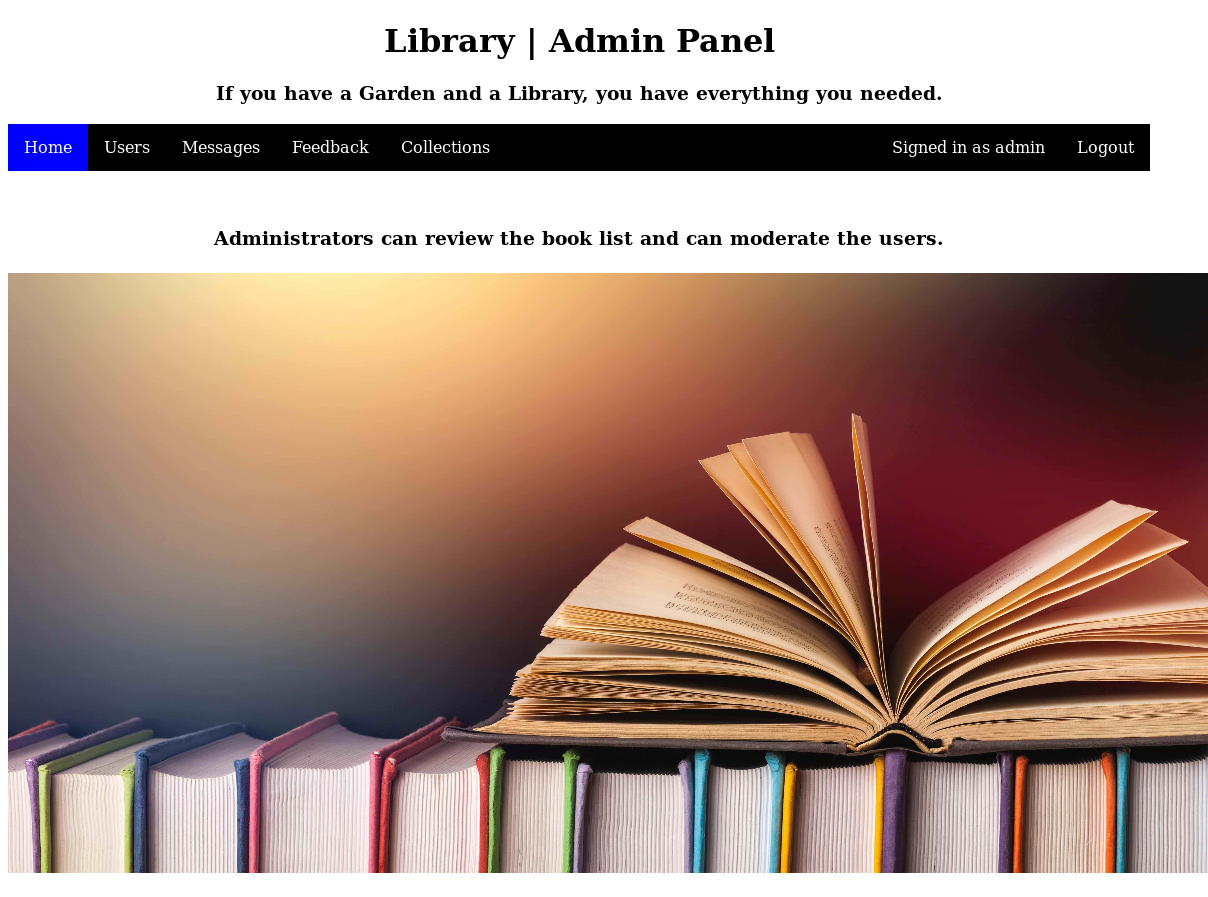 Library | Admin Panel
If you have a Garden and a Library, you have everything you needed.
Home Users Messages Feedback Collections Signed in as admin Logout
Administrators can review the book list and can moderate the users.